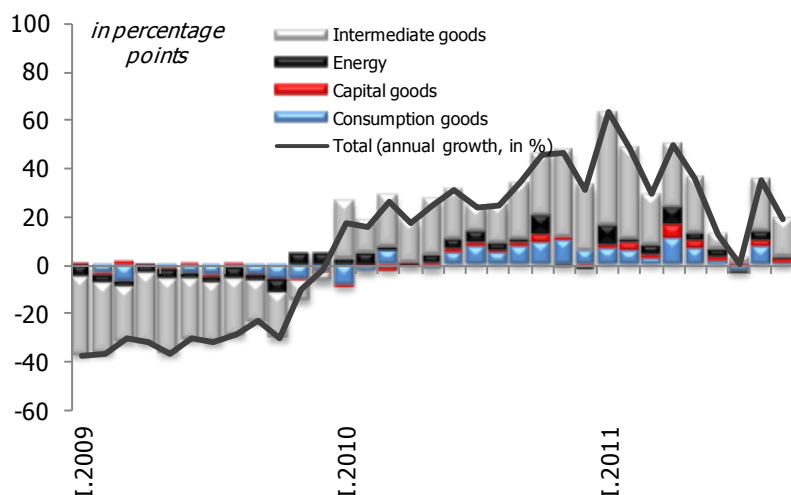 100
80
60
40
20
0
-20
-40
-60
in percentage
points
Intermediate goods
Energy
Capital goods
Consumption goods
Total (annual growth, in %)
I.2009
I.2010
I.2011